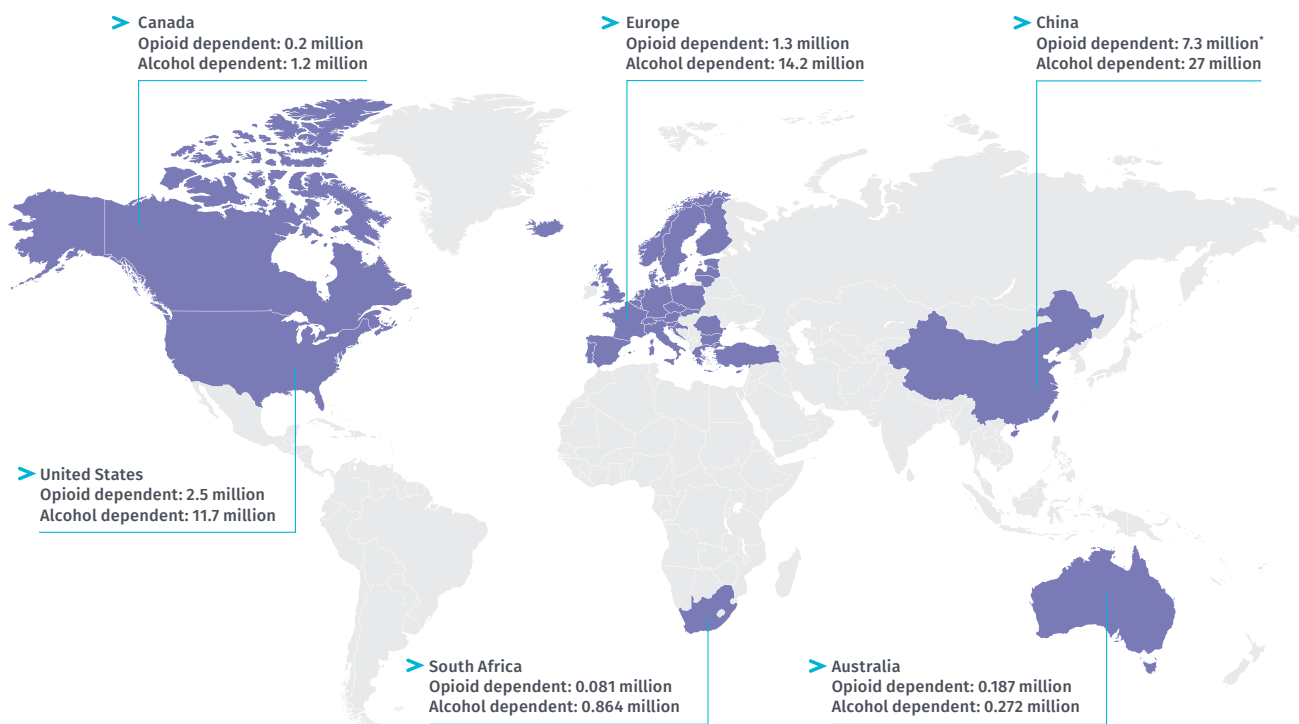 Canada
Opioid dependent: 0.2 million
Alcohol dependent: 1.2 million
Europe
Opioid dependent: 1.3 million
Alcohol dependent: 14.2 million
China
Opioid dependent: 7.3 million*
Alcohol dependent: 27 million
United States
Opioid dependent: 2.5 million
Alcohol dependent: 11.7 million
South Africa
Opioid dependent: 0.081 million
Alcohol dependent: 0.864 million
Australia
Opioid dependent: 0.187 million
Alcohol dependent: 0.272 million